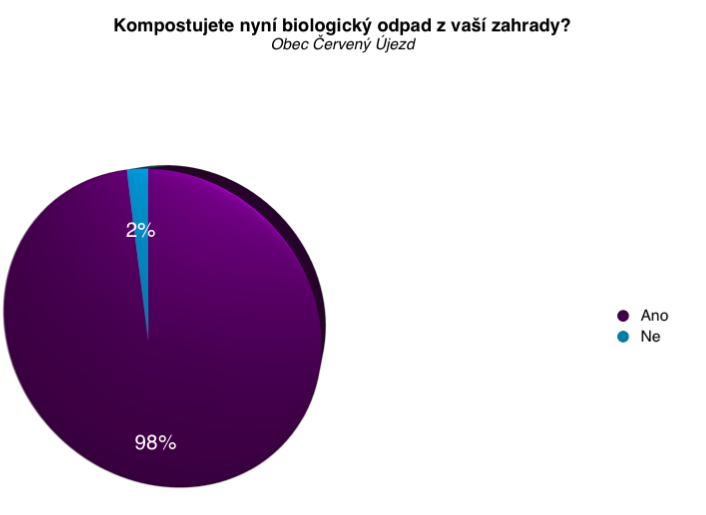 Kompostujete nyní biologický odpad z vaší zahrady?
Obec Červený Újezd
2%
98%
Ano
Ne